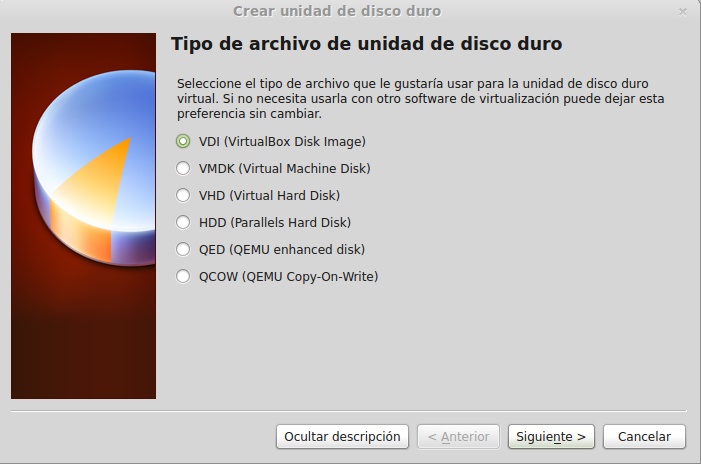 Crear unidad de disco duro
Tipo de archivo de unidad de disco duro
Seleccione el tipo de archivo que le gustaría usar para la unidad de disco duro
virtual. Si no necesita usarla con otro software de virtualización puede dejar esta
preferencia sin cambiar.
VDI (VirtualBox Disk Image)
VMDK (Virtual Machine Disk)
VHD (Virtual Hard Disk)
HDD (Parallels Hard Disk)
QED (QEMU enhanced disk)
QCOW (QEMU Copy-On-Write)
Ocultar descripción < Anterior Siguiente > Cancelar